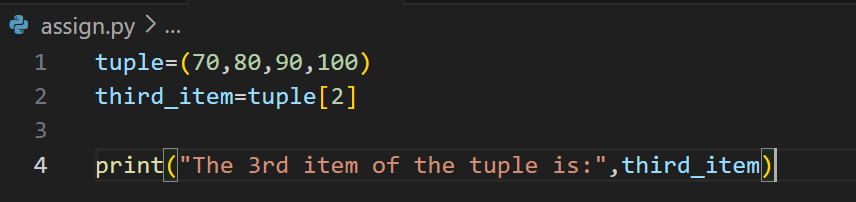 assign.py > ...
1 tuple=(70,80,90,100)
2 third_item=tuple[2]
3
4 print("The 3rd item of the tuple is:",third_item)